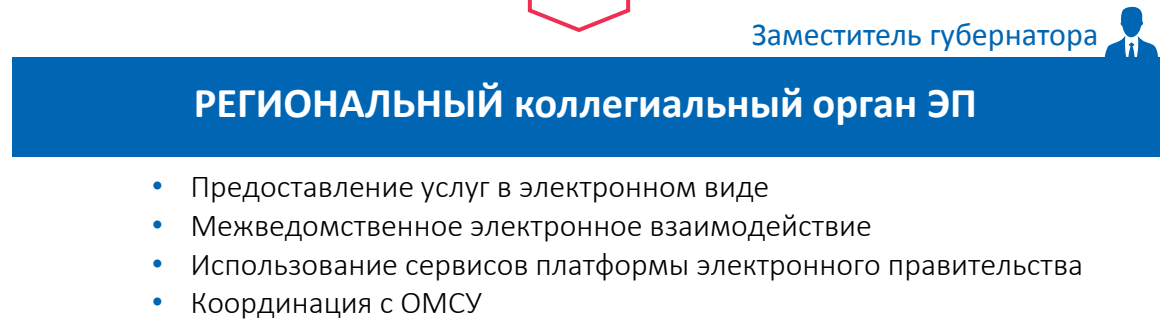 Заместитель губернатора
РЕГИОНАЛЬНЫЙ коллегиальный орган ЭП
• Предоставление услуг в электронном виде
• Межведомственное электронное взаимодействие
• Использование сервисов платформы электронного правительства
• Координация с ОМСУ